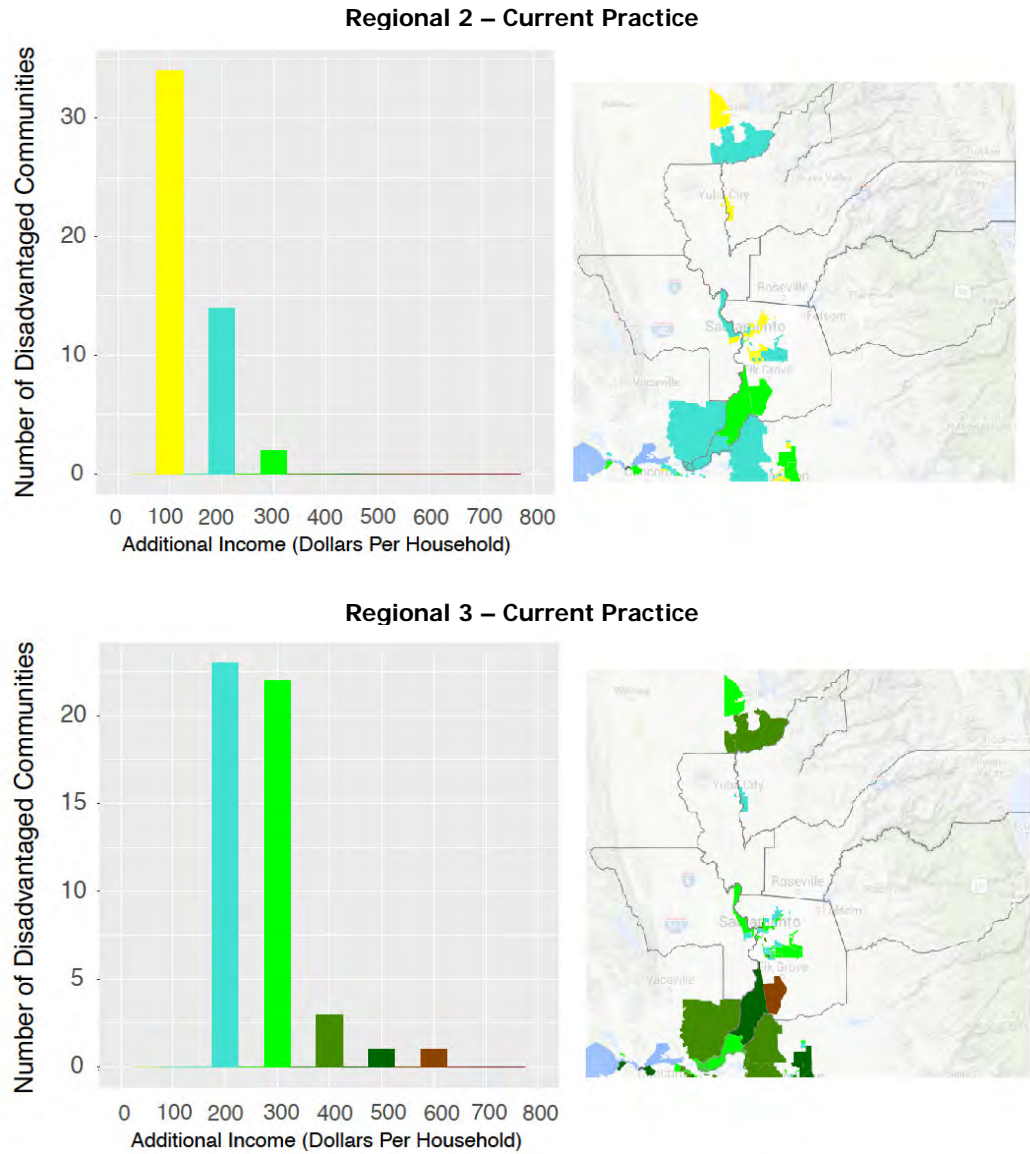 Regional 2 – Current Practice
Number of Disadvantaged Communities
30
20
10
0
0 100 200 300 400 500 600 700 800
Additional Income (Dollars Per Household)
Yuba City
Roseville
Folsom
Sacramento
Elk Grove
Vacaville
Concord
Regional 3 – Current Practice
Number of Disadvantaged Communities
20
15
10
5
0
0 100 200 300 400 500 600 700 800
Additional Income (Dollars Per Household)
Willows
Yuba City
Roseville
Folsom
Sacramento
Elk Grove
Vacaville
Concord